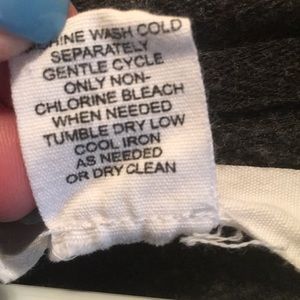 MACHINE WASH COLD
SEPARATELY
GENTLE CYCLE
ONLY NON-
CHLORINE BLEACH
WHEN NEEDED
TUMBLE DRY LOW
COOL IRON
AS NEEDED
OR DRY CLEAN